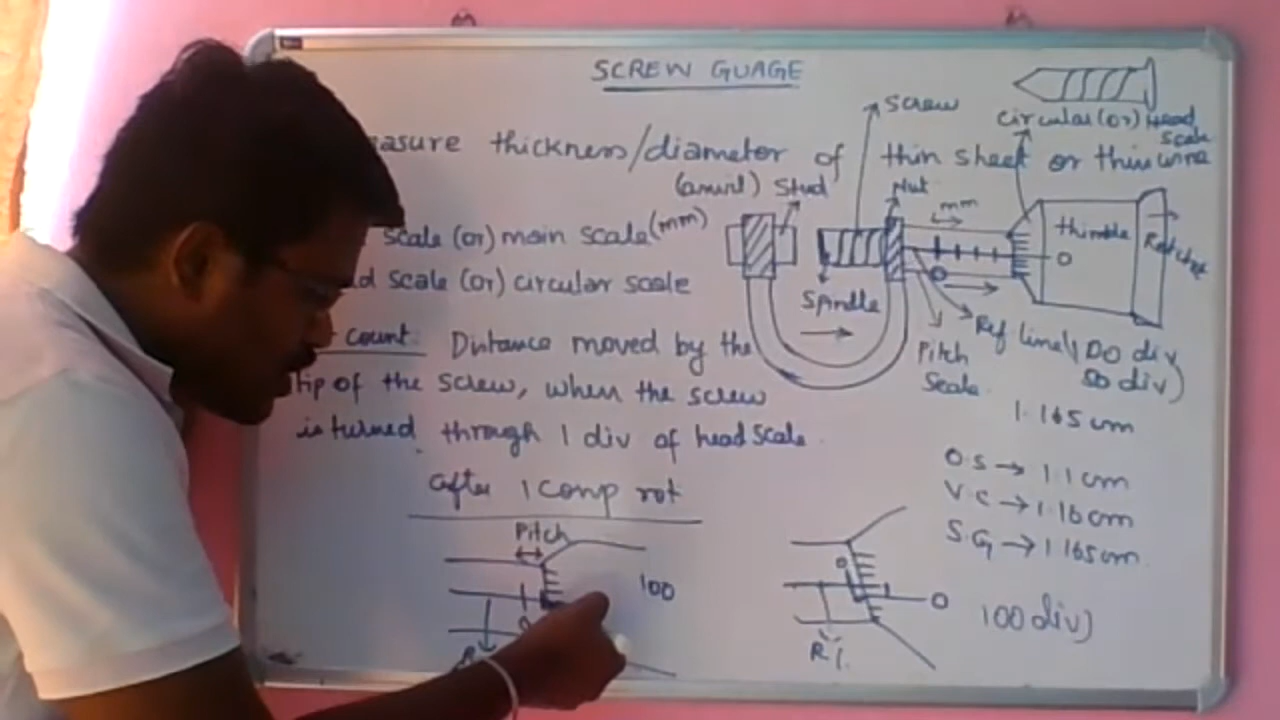 SCREW GUAGE
screw
circular (or) Head
scale
easure thickness/diameter of thin sheet or thin wire
(anvil) Stud
Nut
mm
scale (or) main scale (mm)
thimble
Ratchet
O
O
d scale (or) circular scale
Spindle
count: Distance moved by the
Ref line (100 div
50 div)
Pitch
Scale
tip of the screw, when the screw
1.165 cm
is turned through 1 div of head scale.
O.S → 1.1 cm
after 1 comp rot
V.C → 1.16 cm
S.G → 1.165 cm
Pitch
100
O
O
100 div)
R